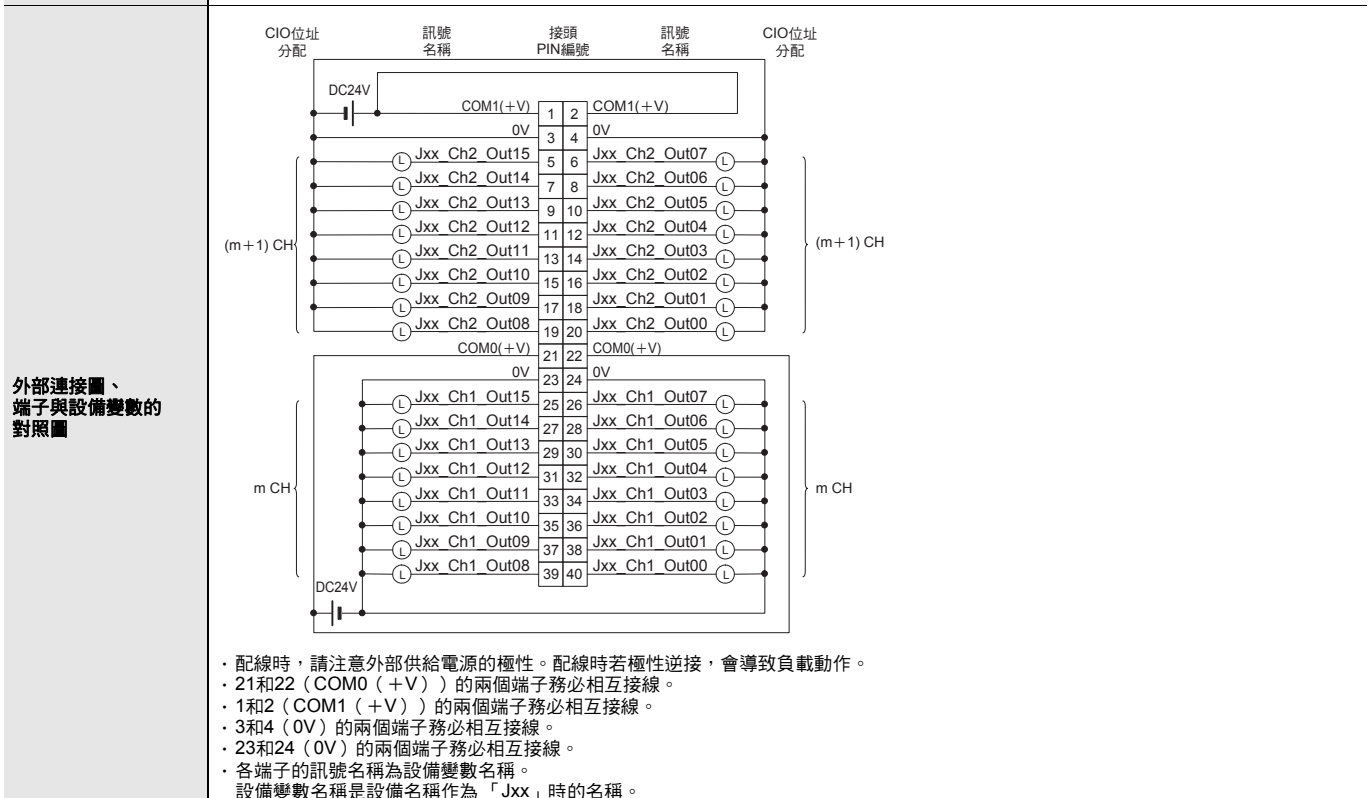 CIO位址 訊號 接頭 訊號 CIO位址
分配 名稱 PIN編號 名稱 分配
DC24V
COM1(＋V) 1 2 COM1(＋V)
0V 3 4 0V
L Jxx_Ch2_Out15 5 6 Jxx_Ch2_Out07 L
L Jxx_Ch2_Out14 7 8 Jxx_Ch2_Out06 L
L Jxx_Ch2_Out13 9 10 Jxx_Ch2_Out05 L
L Jxx_Ch2_Out12 11 12 Jxx_Ch2_Out04 L
(m＋1) CH (m＋1) CH
L Jxx_Ch2_Out11 13 14 Jxx_Ch2_Out03 L
L Jxx_Ch2_Out10 15 16 Jxx_Ch2_Out02 L
L Jxx_Ch2_Out09 17 18 Jxx_Ch2_Out01 L
L Jxx_Ch2_Out08 19 20 Jxx_Ch2_Out00 L
COM0(＋V) 21 22 COM0(＋V)
0V 23 24 0V
外部連接圖、
端子與設備變數的
對照圖
L Jxx_Ch1_Out15 25 26 Jxx_Ch1_Out07 L
L Jxx_Ch1_Out14 27 28 Jxx_Ch1_Out06 L
L Jxx_Ch1_Out13 29 30 Jxx_Ch1_Out05 L
L Jxx_Ch1_Out12 31 32 Jxx_Ch1_Out04 L
m CH m CH
L Jxx_Ch1_Out11 33 34 Jxx_Ch1_Out03 L
L Jxx_Ch1_Out10 35 36 Jxx_Ch1_Out02 L
L Jxx_Ch1_Out09 37 38 Jxx_Ch1_Out01 L
L Jxx_Ch1_Out08 39 40 Jxx_Ch1_Out00 L
DC24V
・配線時，請注意外部供給電源的極性。配線時若極性逆接，會導致負載動作。
・21和22（COM0（＋V））的兩個端子務必相互接線。
・1和2（COM1（＋V））的兩個端子務必相互接線。
・3和4（0V）的兩個端子務必相互接線。
・23和24（0V）的兩個端子務必相互接線。
・各端子的訊號名稱為設備變數名稱。
設備變數名稱是設備名稱作為「Jxx」時的名稱。